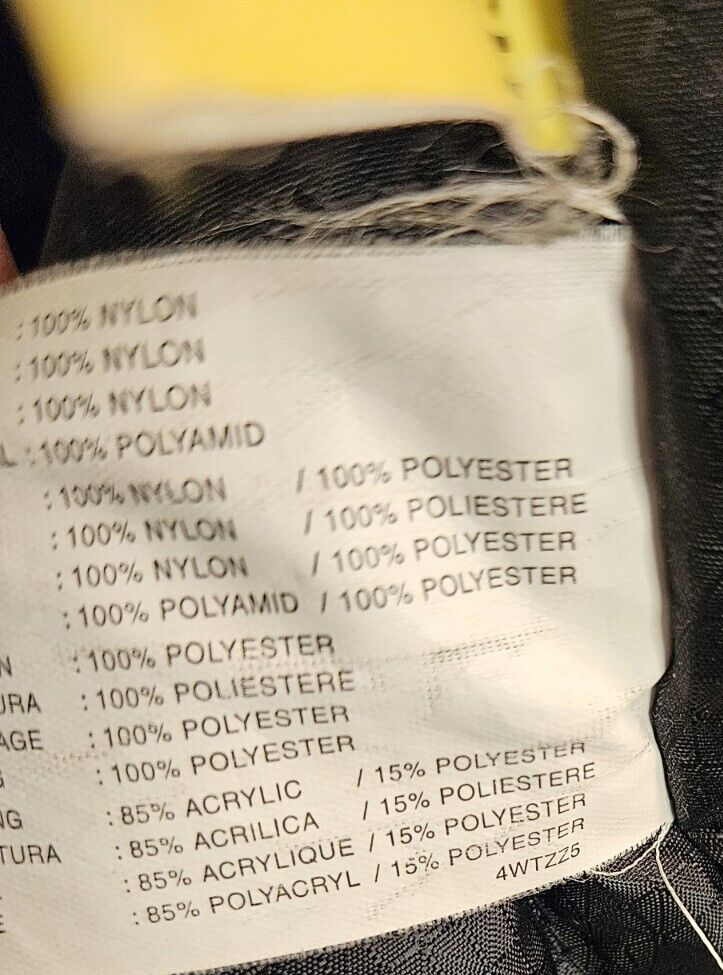 : 100% NYLON
: 100% NYLON
: 100% NYLON
L : 100% POLYAMID
: 100% NYLON / 100% POLYESTER
: 100% NYLON / 100% POLIESTERE
: 100% NYLON / 100% POLYESTER
: 100% POLYAMID / 100% POLYESTER
N : 100% POLYESTER
URA : 100% POLIESTERE
AGE : 100% POLYESTER
G : 100% POLYESTER
NG : 85% ACRYLIC / 15% POLYESTER
TURA : 85% ACRILICA / 15% POLIESTERE
: 85% ACRYLIQUE / 15% POLYESTER
E : 85% POLYACRYL / 15% POLYESTER
4WTZZ5